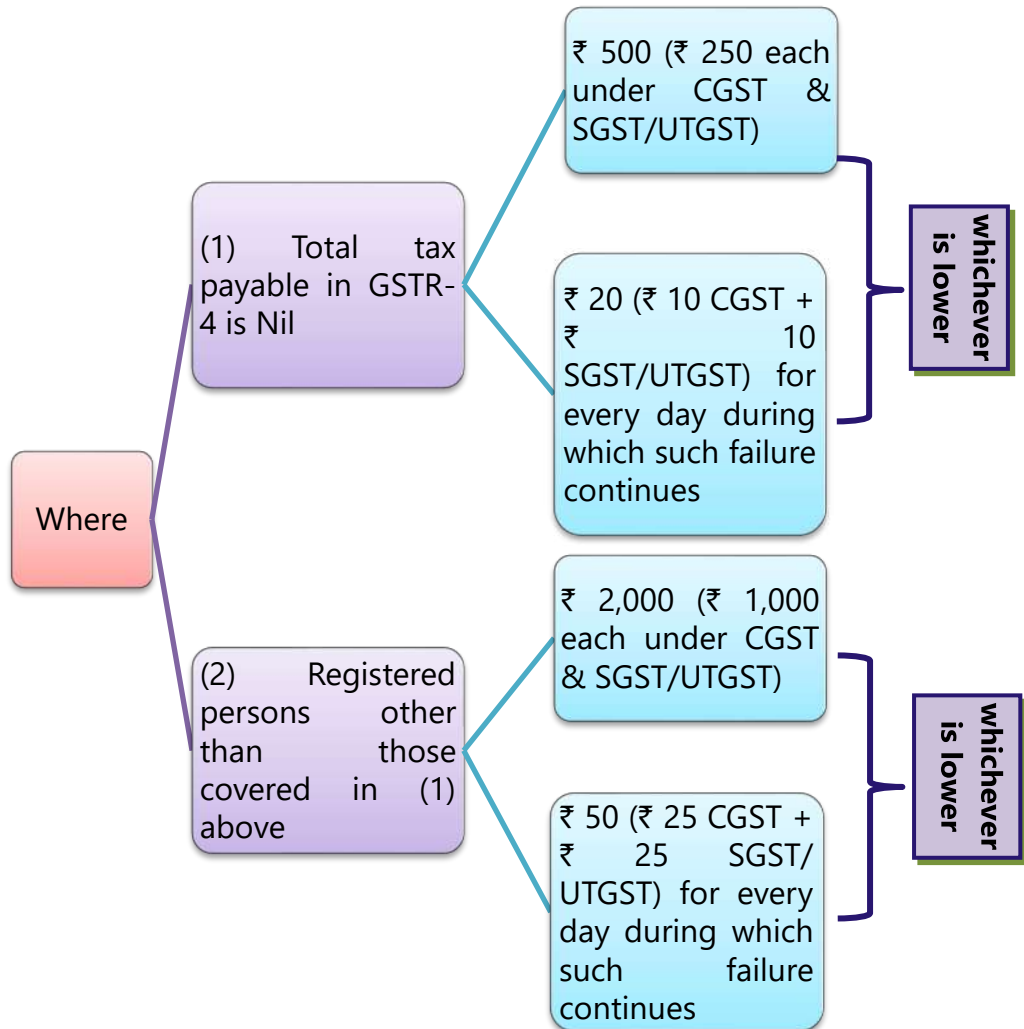 Where
(1) Total tax
payable in GSTR-
4 is Nil
₹ 500 (₹ 250 each
under CGST &
SGST/UTGST)
₹ 20 (₹ 10 CGST +
₹ 10
SGST/UTGST) for
every day during
which such failure
continues
whichever
is lower
(2) Registered
persons other
than those
covered in (1)
above
₹ 2,000 (₹ 1,000
each under CGST
& SGST/UTGST)
₹ 50 (₹ 25 CGST +
₹ 25 SGST/
UTGST) for every
day during which
such failure
continues
whichever
is lower